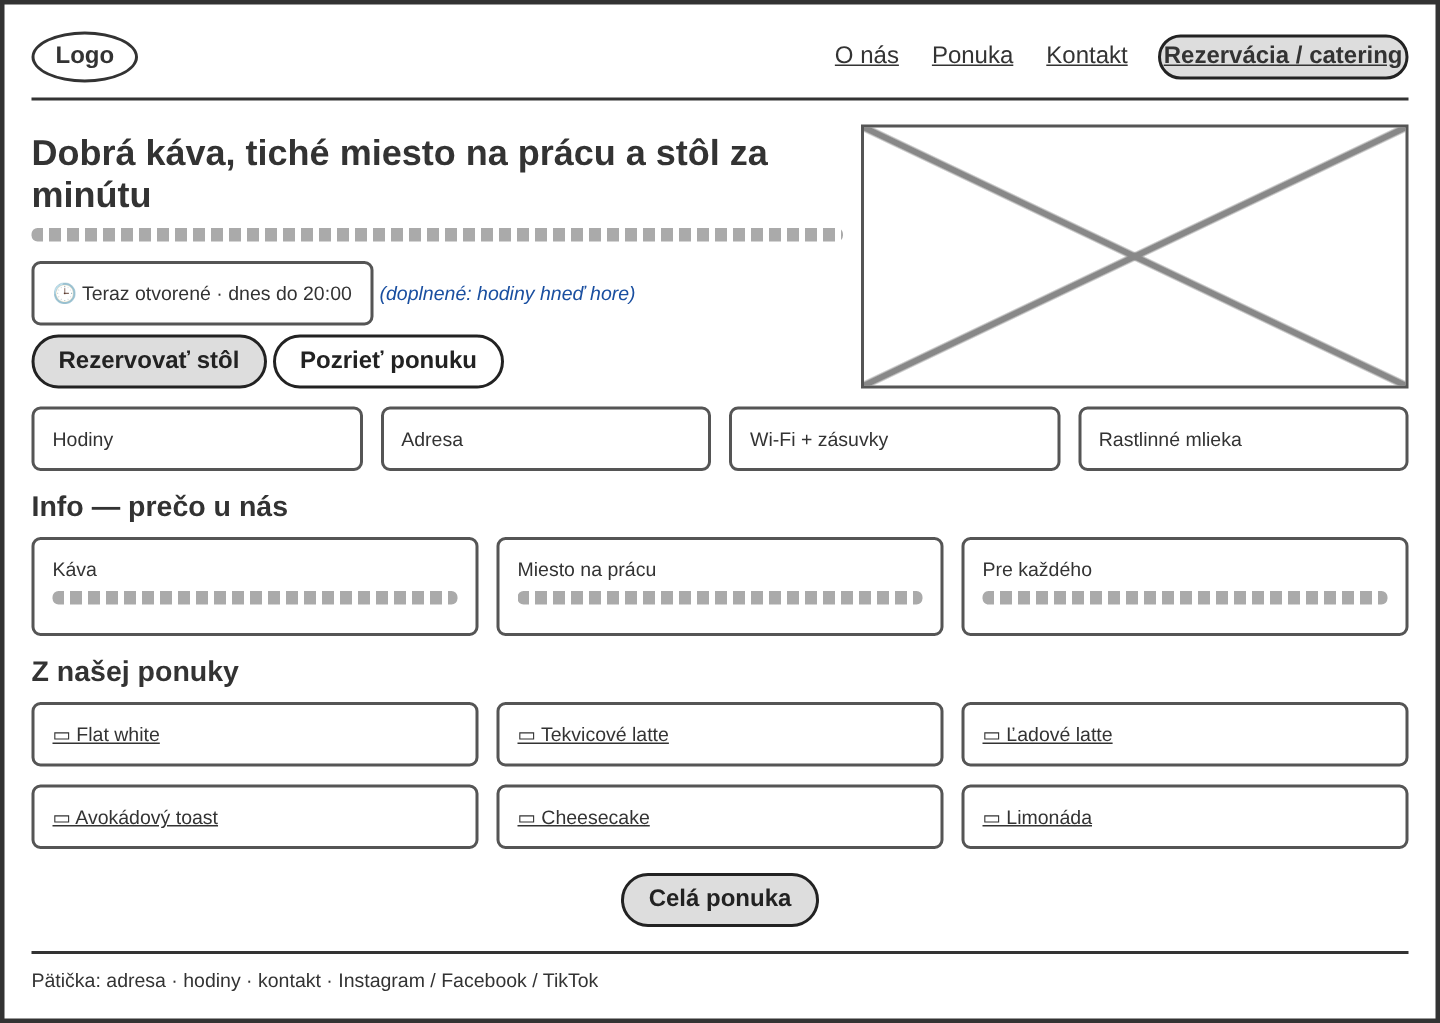 Logo
O nás Ponuka Kontakt Rezervácia / catering
Dobrá káva, tiché miesto na prácu a stôl za
minútu
🕒 Teraz otvorené · dnes do 20:00 (doplnené: hodiny hneď hore)
Rezervovať stôl Pozrieť ponuku
Hodiny Adresa Wi-Fi + zásuvky Rastlinné mlieka
Info — prečo u nás
Káva Miesto na prácu Pre každého
Z našej ponuky
▭ Flat white ▭ Tekvicové latte ▭ Ľadové latte
▭ Avokádový toast ▭ Cheesecake ▭ Limonáda
Celá ponuka
Pätička: adresa · hodiny · kontakt · Instagram / Facebook / TikTok